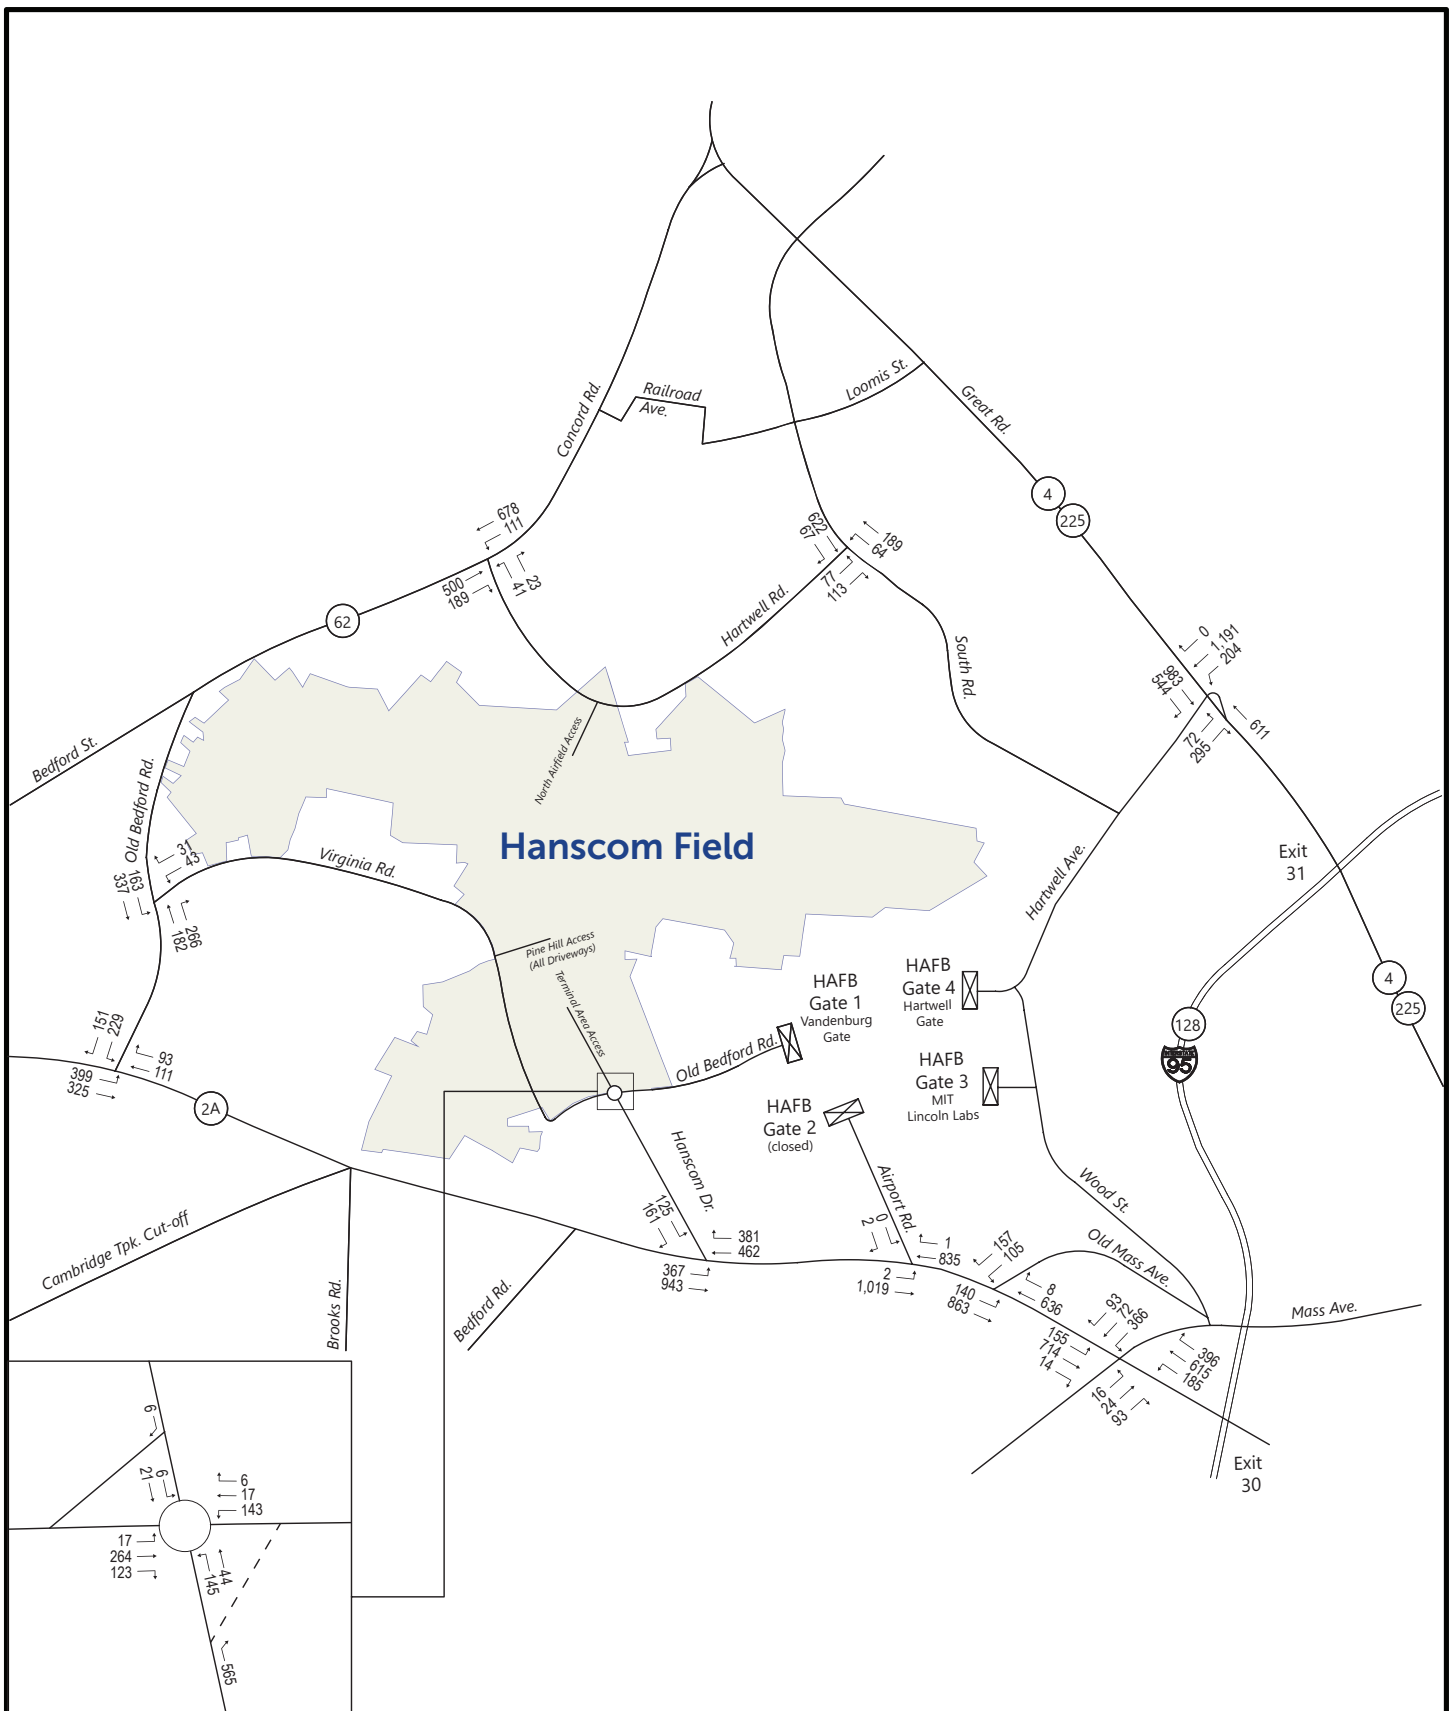 Railroad
Ave.
Loomis St.
Great Rd.
Concord Rd.
4
225
678
111
500
189
41
23
622
67
189
64
77
113
62
Hartwell Rd.
South Rd.
0
1,191
204
983
544
72
295
611
Bedford St.
North Airfield Access
Old Bedford Rd.
Hanscom Field
Virginia Rd.
31
43
163
337
266
182
Exit
31
Hartwell Ave.
Pine Hill Access
(All Driveways)
Terminal Area Access
HAFB
Gate 1
Vandenburg
Gate
HAFB
Gate 4
Hartwell
Gate
4
225
128
INTERSTATE
95
151
229
93
111
399
325
2A
Old Bedford Rd.
HAFB
Gate 3
MIT
Lincoln Labs
HAFB
Gate 2
(closed)
Hanscom Dr.
Airport Rd.
Wood St.
Old Mass Ave.
Mass Ave.
125
161
381
462
367
943
0
2
1
835
2
1,019
157
105
8
636
140
863
93
72
366
155
714
14
396
615
185
16
24
93
Cambridge Tpk. Cut-off
Brooks Rd.
Bedford Rd.
Exit
30
6
6
21
6
17
143
17
264
123
44
145
565